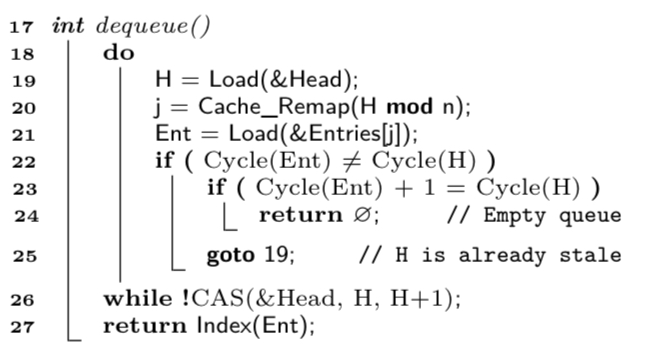 17 int dequeue()
18 do
19 H = Load(&Head);
20 j = Cache_Remap(H mod n);
21 Ent = Load(&Entries[j]);
22 if ( Cycle(Ent) ≠ Cycle(H) )
23 if ( Cycle(Ent) + 1 = Cycle(H) )
24 return ∅; // Empty queue
25 goto 19; // H is already stale
26 while !CAS(&Head, H, H+1);
27 return Index(Ent);